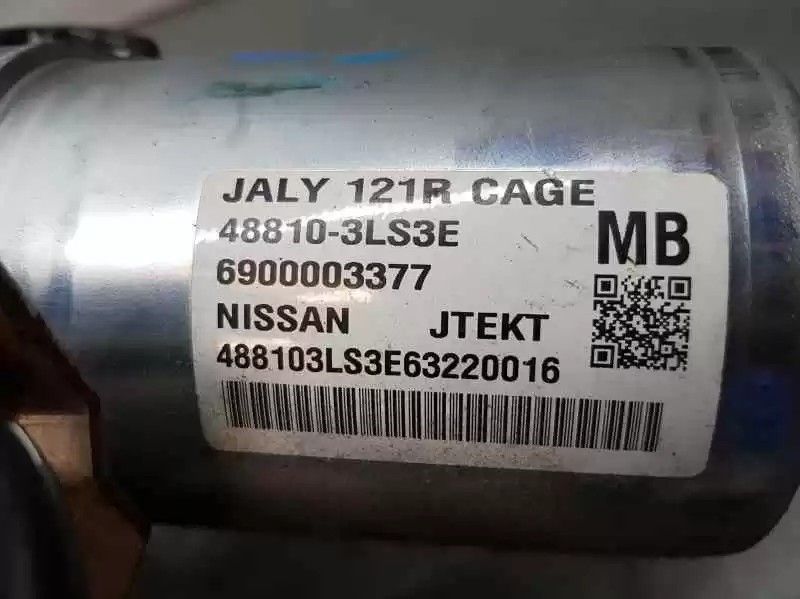 JALY 121R CAGE
48810-3LS3E
MB
6900003377
NISSAN JTEKT
488103LS3E63220016